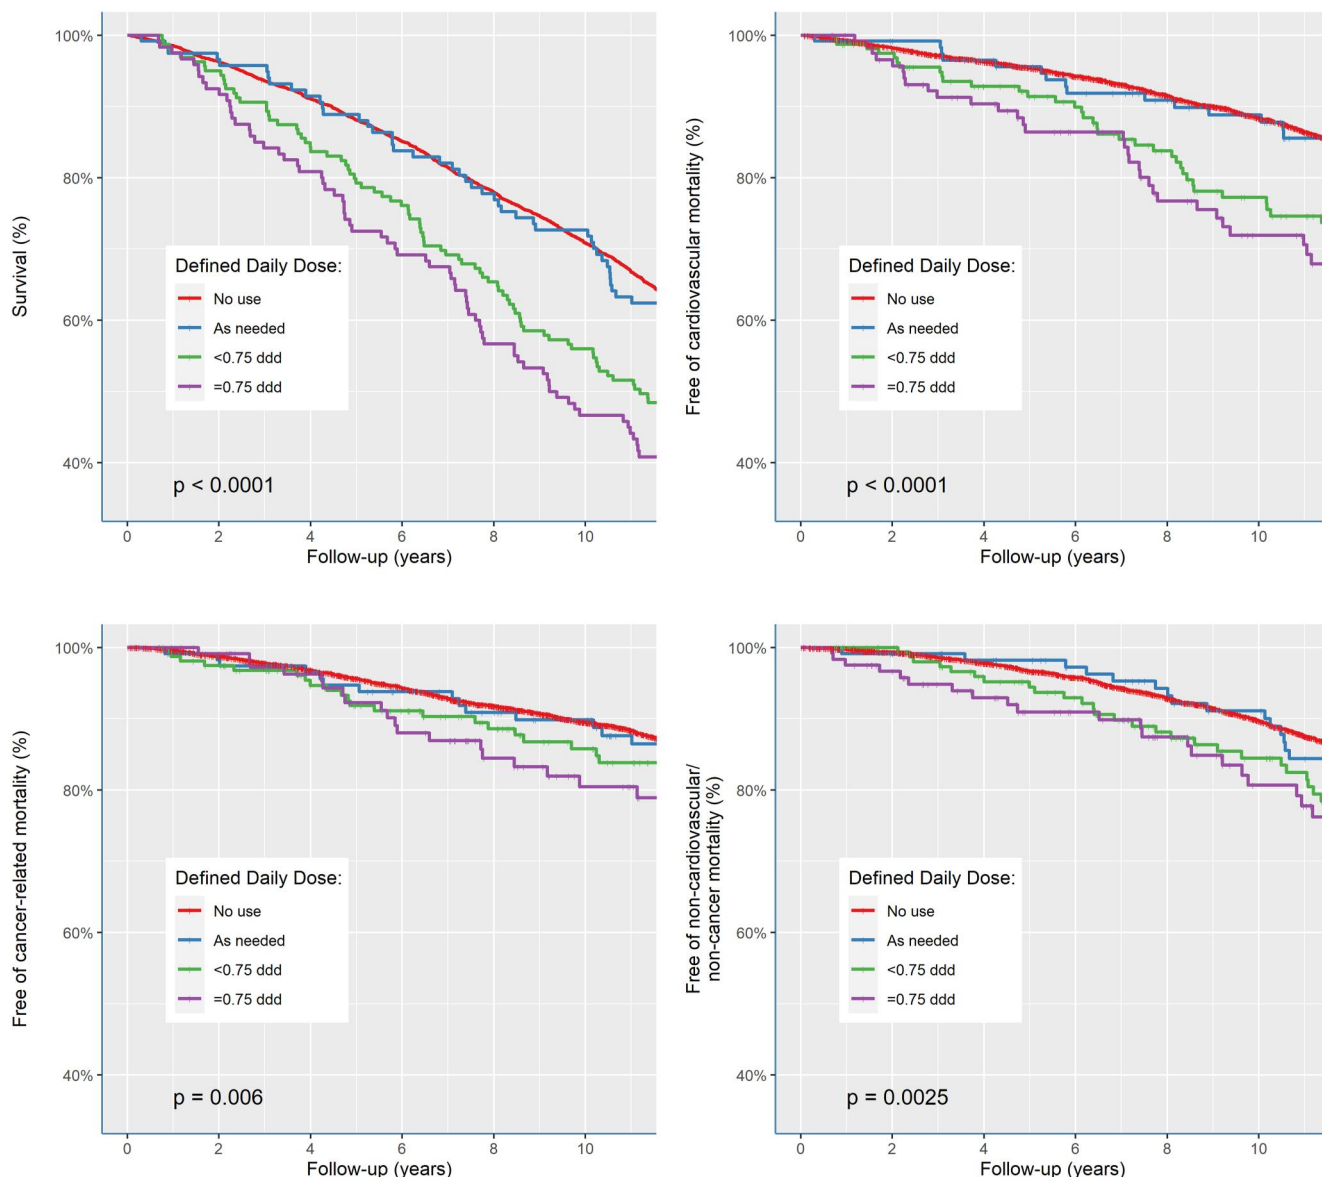 Survival (%)
100%
80%
60%
40%
Defined Daily Dose:
No use
As needed
<0.75 ddd
=0.75 ddd
p < 0.0001
0 2 4 6 8 10
Follow-up (years)
Free of cardiovascular mortality (%)
100%
80%
60%
40%
Defined Daily Dose:
No use
As needed
<0.75 ddd
=0.75 ddd
p < 0.0001
0 2 4 6 8 10
Follow-up (years)
Free of cancer-related mortality (%)
100%
80%
60%
40%
Defined Daily Dose:
No use
As needed
<0.75 ddd
=0.75 ddd
p = 0.006
0 2 4 6 8 10
Follow-up (years)
Free of non-cardiovascular/
non-cancer mortality (%)
100%
80%
60%
40%
Defined Daily Dose:
No use
As needed
<0.75 ddd
=0.75 ddd
p = 0.0025
0 2 4 6 8 10
Follow-up (years)